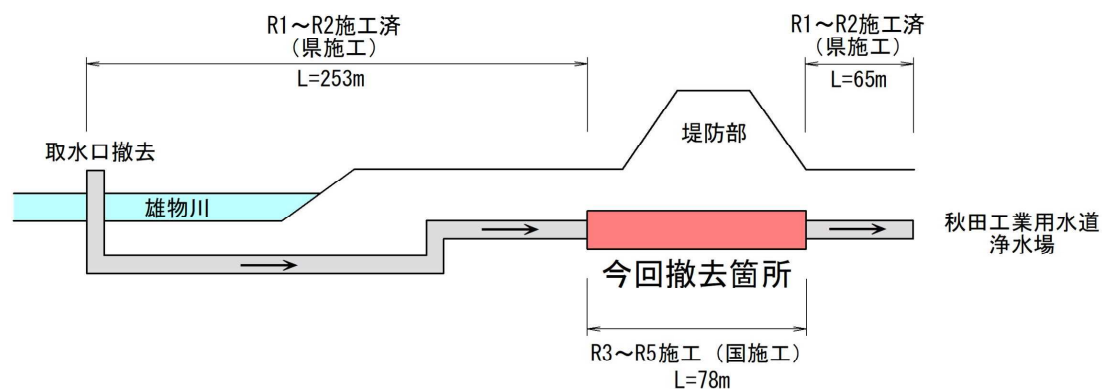 R1~R2施工済
(県施工)
L=253m
R1~R2施工済
(県施工)
L=65m
堤防部
取水口撤去
雄物川
秋田工業用水道
浄水場
今回撤去箇所
R3~R5施工(国施工)
L=78m